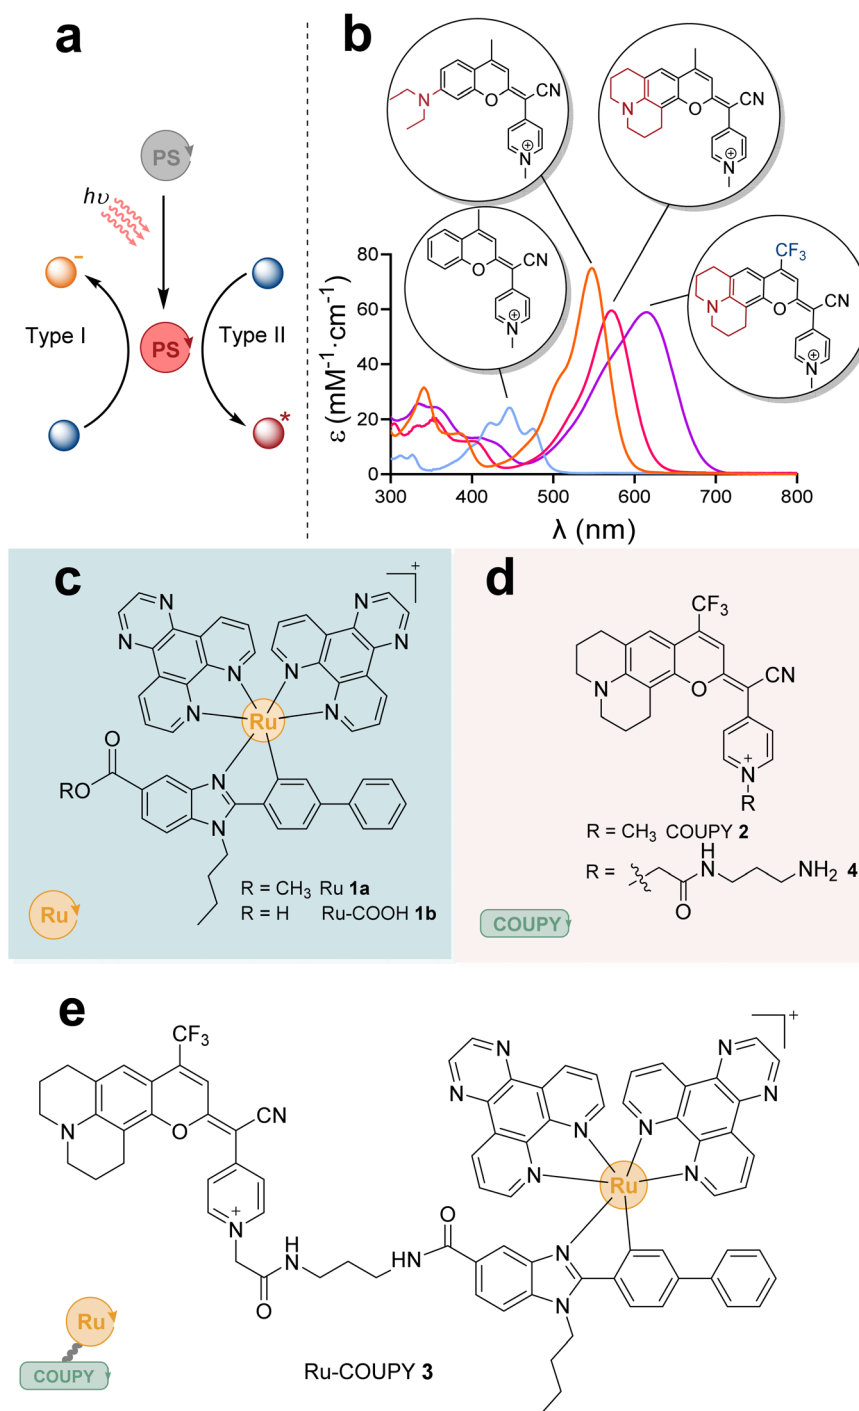 a
PS
hν
Type I
PS
Type II
−
*
b
CN
O
N
N
+
CN
O
N
N
+
CN
O
N
+
CF3
CN
O
N
N
+
ε (mM-1·cm-1)
80
60
40
20
0
300 400 500 600 700 800
λ (nm)
c
+
N N
N N
N N
N N
Ru
O
RO
N
N
R = CH3 Ru 1a
R = H Ru-COOH 1b
Ru
d
CF3
CN
N
O
+
N
R
R = CH3 COUPY 2
R = H N NH2 4
O
COUPY
e
+
CF3
CN
N
O
+
N
H
N
O
HN
O
N N
N N
N N
N N
Ru
N
N
Ru
COUPY
Ru-COUPY 3